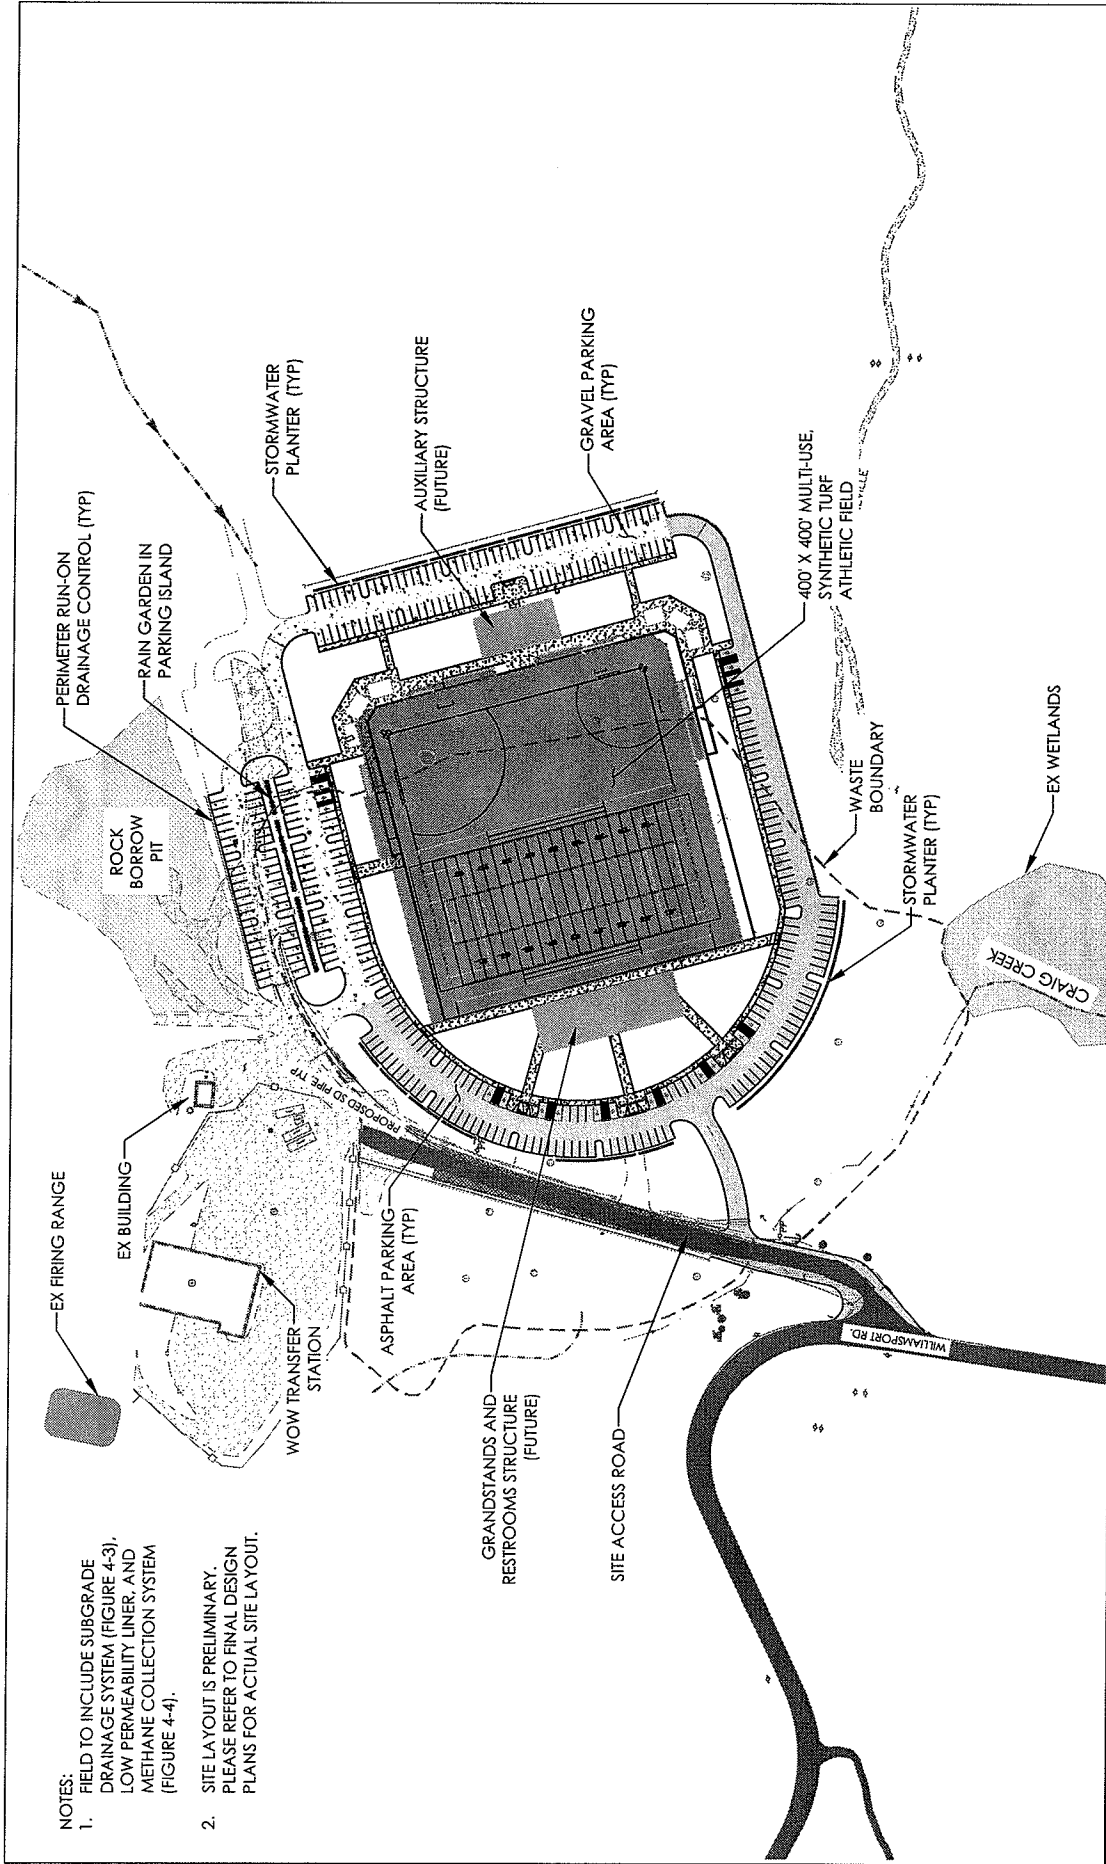 NOTES:
1. FIELD TO INCLUDE SUBGRADE
DRAINAGE SYSTEM (FIGURE 4-3),
LOW PERMEABILITY LINER, AND
METHANE COLLECTION SYSTEM
(FIGURE 4-4).
2. SITE LAYOUT IS PRELIMINARY.
PLEASE REFER TO FINAL DESIGN
PLANS FOR ACTUAL SITE LAYOUT.
EX FIRING RANGE
EX BUILDING
WOW TRANSFER
STATION
ROCK
BORROW
PIT
PERIMETER RUN-ON
DRAINAGE CONTROL (TYP)
RAIN GARDEN IN
PARKING ISLAND
STORMWATER
PLANTER (TYP)
AUXILIARY STRUCTURE
(FUTURE)
GRAVEL PARKING
AREA (TYP)
PROPOSED SD PIPE, TYP
ASPHALT PARKING
AREA (TYP)
GRANDSTANDS AND
RESTROOMS STRUCTURE
(FUTURE)
SITE ACCESS ROAD
400' X 400' MULTI-USE,
SYNTHETIC TURF
ATHLETIC FIELD
WASTE
BOUNDARY
STORMWATER
PLANTER (TYP)
EX WETLANDS
CRAIG CREEK
WILLIAMSPORT RD.